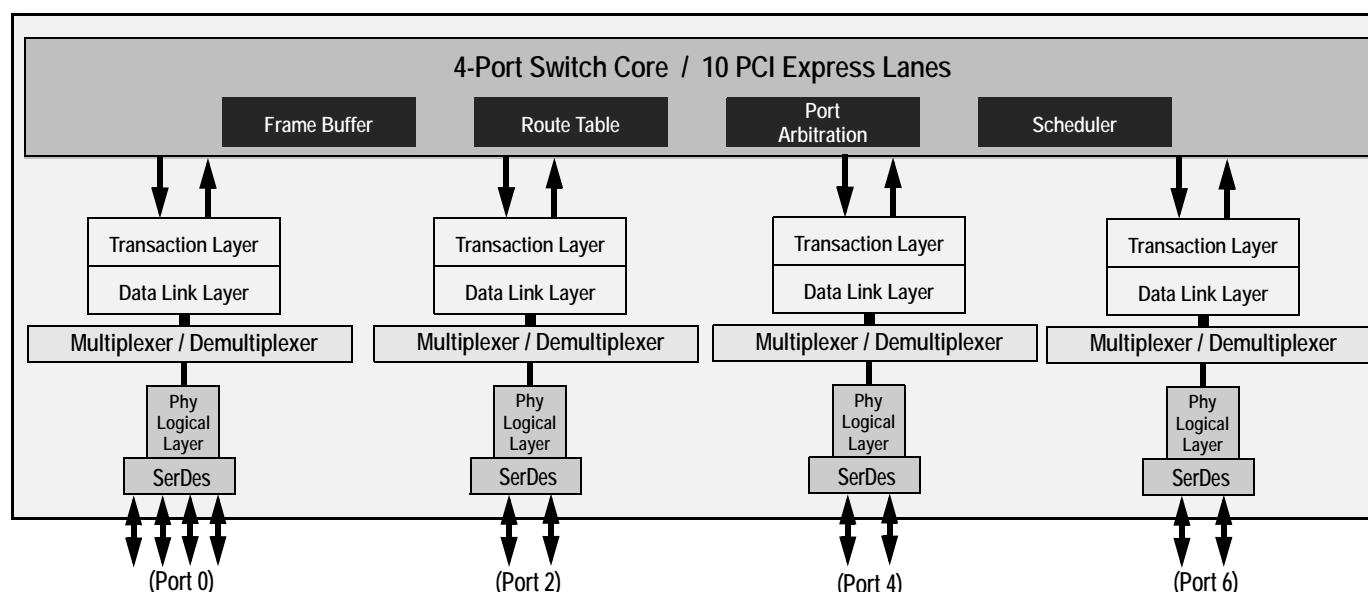 4-Port Switch Core / 10 PCI Express Lanes
Frame Buffer
Route Table
Port
Arbitration
Scheduler
Transaction Layer
Data Link Layer
Multiplexer / Demultiplexer
Phy
Logical
Layer
SerDes
(Port 0)
Transaction Layer
Data Link Layer
Multiplexer / Demultiplexer
Phy
Logical
Layer
SerDes
(Port 2)
Transaction Layer
Data Link Layer
Multiplexer / Demultiplexer
Phy
Logical
Layer
SerDes
(Port 4)
Transaction Layer
Data Link Layer
Multiplexer / Demultiplexer
Phy
Logical
Layer
SerDes
(Port 6)